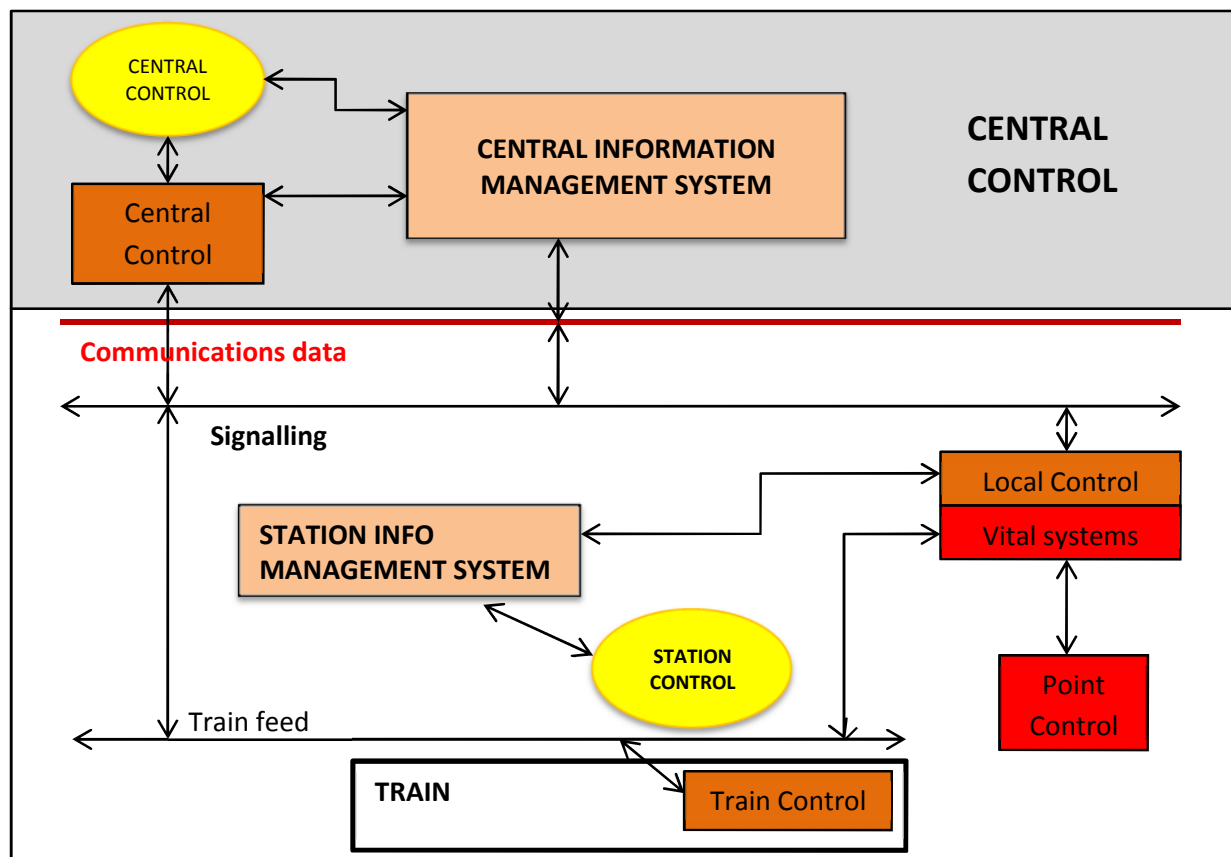 CENTRAL
CONTROL
CENTRAL INFORMATION
MANAGEMENT SYSTEM
CENTRAL
CONTROL
Central
Control
Communications data
Signalling
Local Control
Vital systems
STATION INFO
MANAGEMENT SYSTEM
STATION
CONTROL
Point
Control
Train feed
TRAIN
Train Control